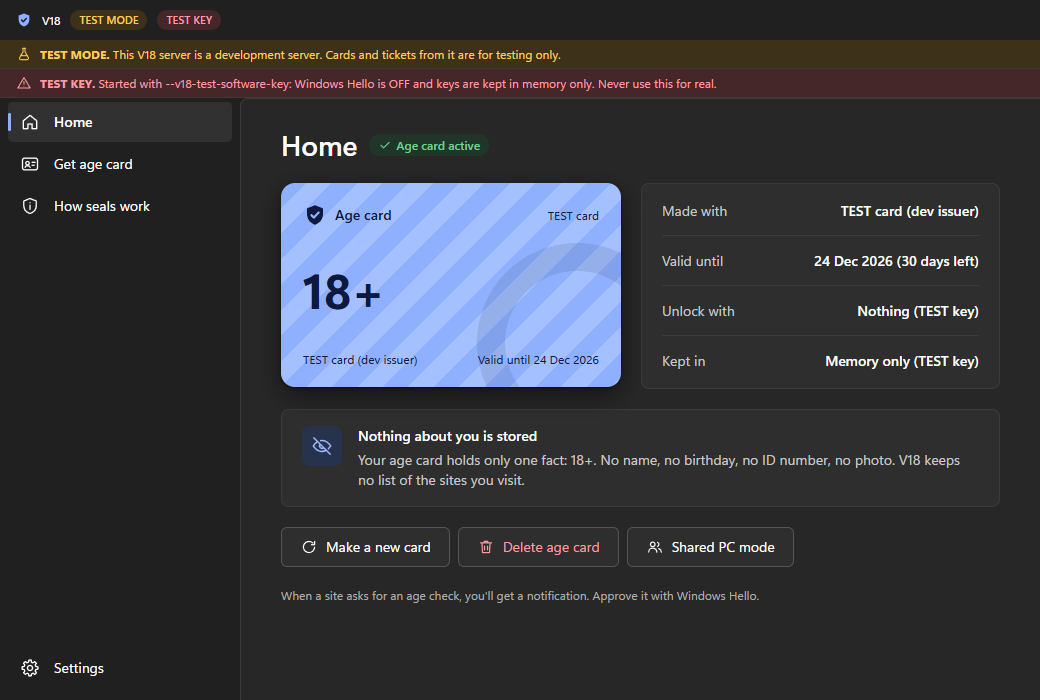 V18 TEST MODE TEST KEY
TEST MODE. This V18 server is a development server. Cards and tickets from it are for testing only.
TEST KEY. Started with --v18-test-software-key: Windows Hello is OFF and keys are kept in memory only. Never use this for real.
Home
Get age card
How seals work
Settings
Home Age card active
Age card TEST card
18+
TEST card (dev issuer) Valid until 24 Dec 2026
Made with TEST card (dev issuer)
Valid until 24 Dec 2026 (30 days left)
Unlock with Nothing (TEST key)
Kept in Memory only (TEST key)
Nothing about you is stored
Your age card holds only one fact: 18+. No name, no birthday, no ID number, no photo. V18 keeps
no list of the sites you visit.
Make a new card Delete age card Shared PC mode
When a site asks for an age check, you'll get a notification. Approve it with Windows Hello.